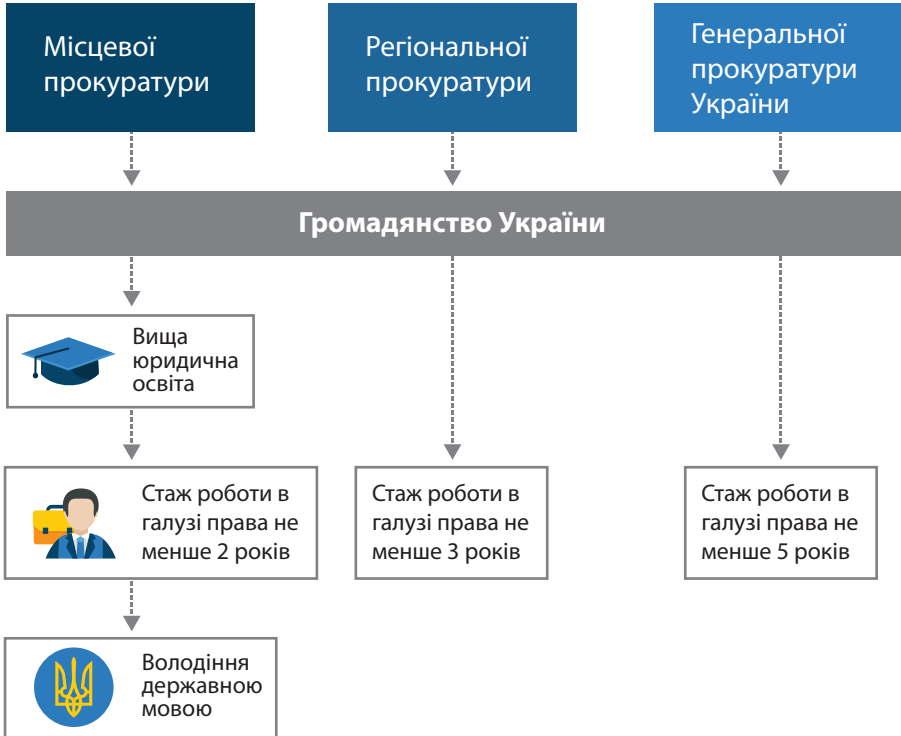 Місцевої
прокуратури
Регіональної
прокуратури
Генеральної
прокуратури
України
Громадянство України
Вища
юридична
освіта
Стаж роботи в
галузі права не
менше 2 років
Стаж роботи в
галузі права не
менше 3 років
Стаж роботи в
галузі права не
менше 5 років
Володіння
державною
мовою